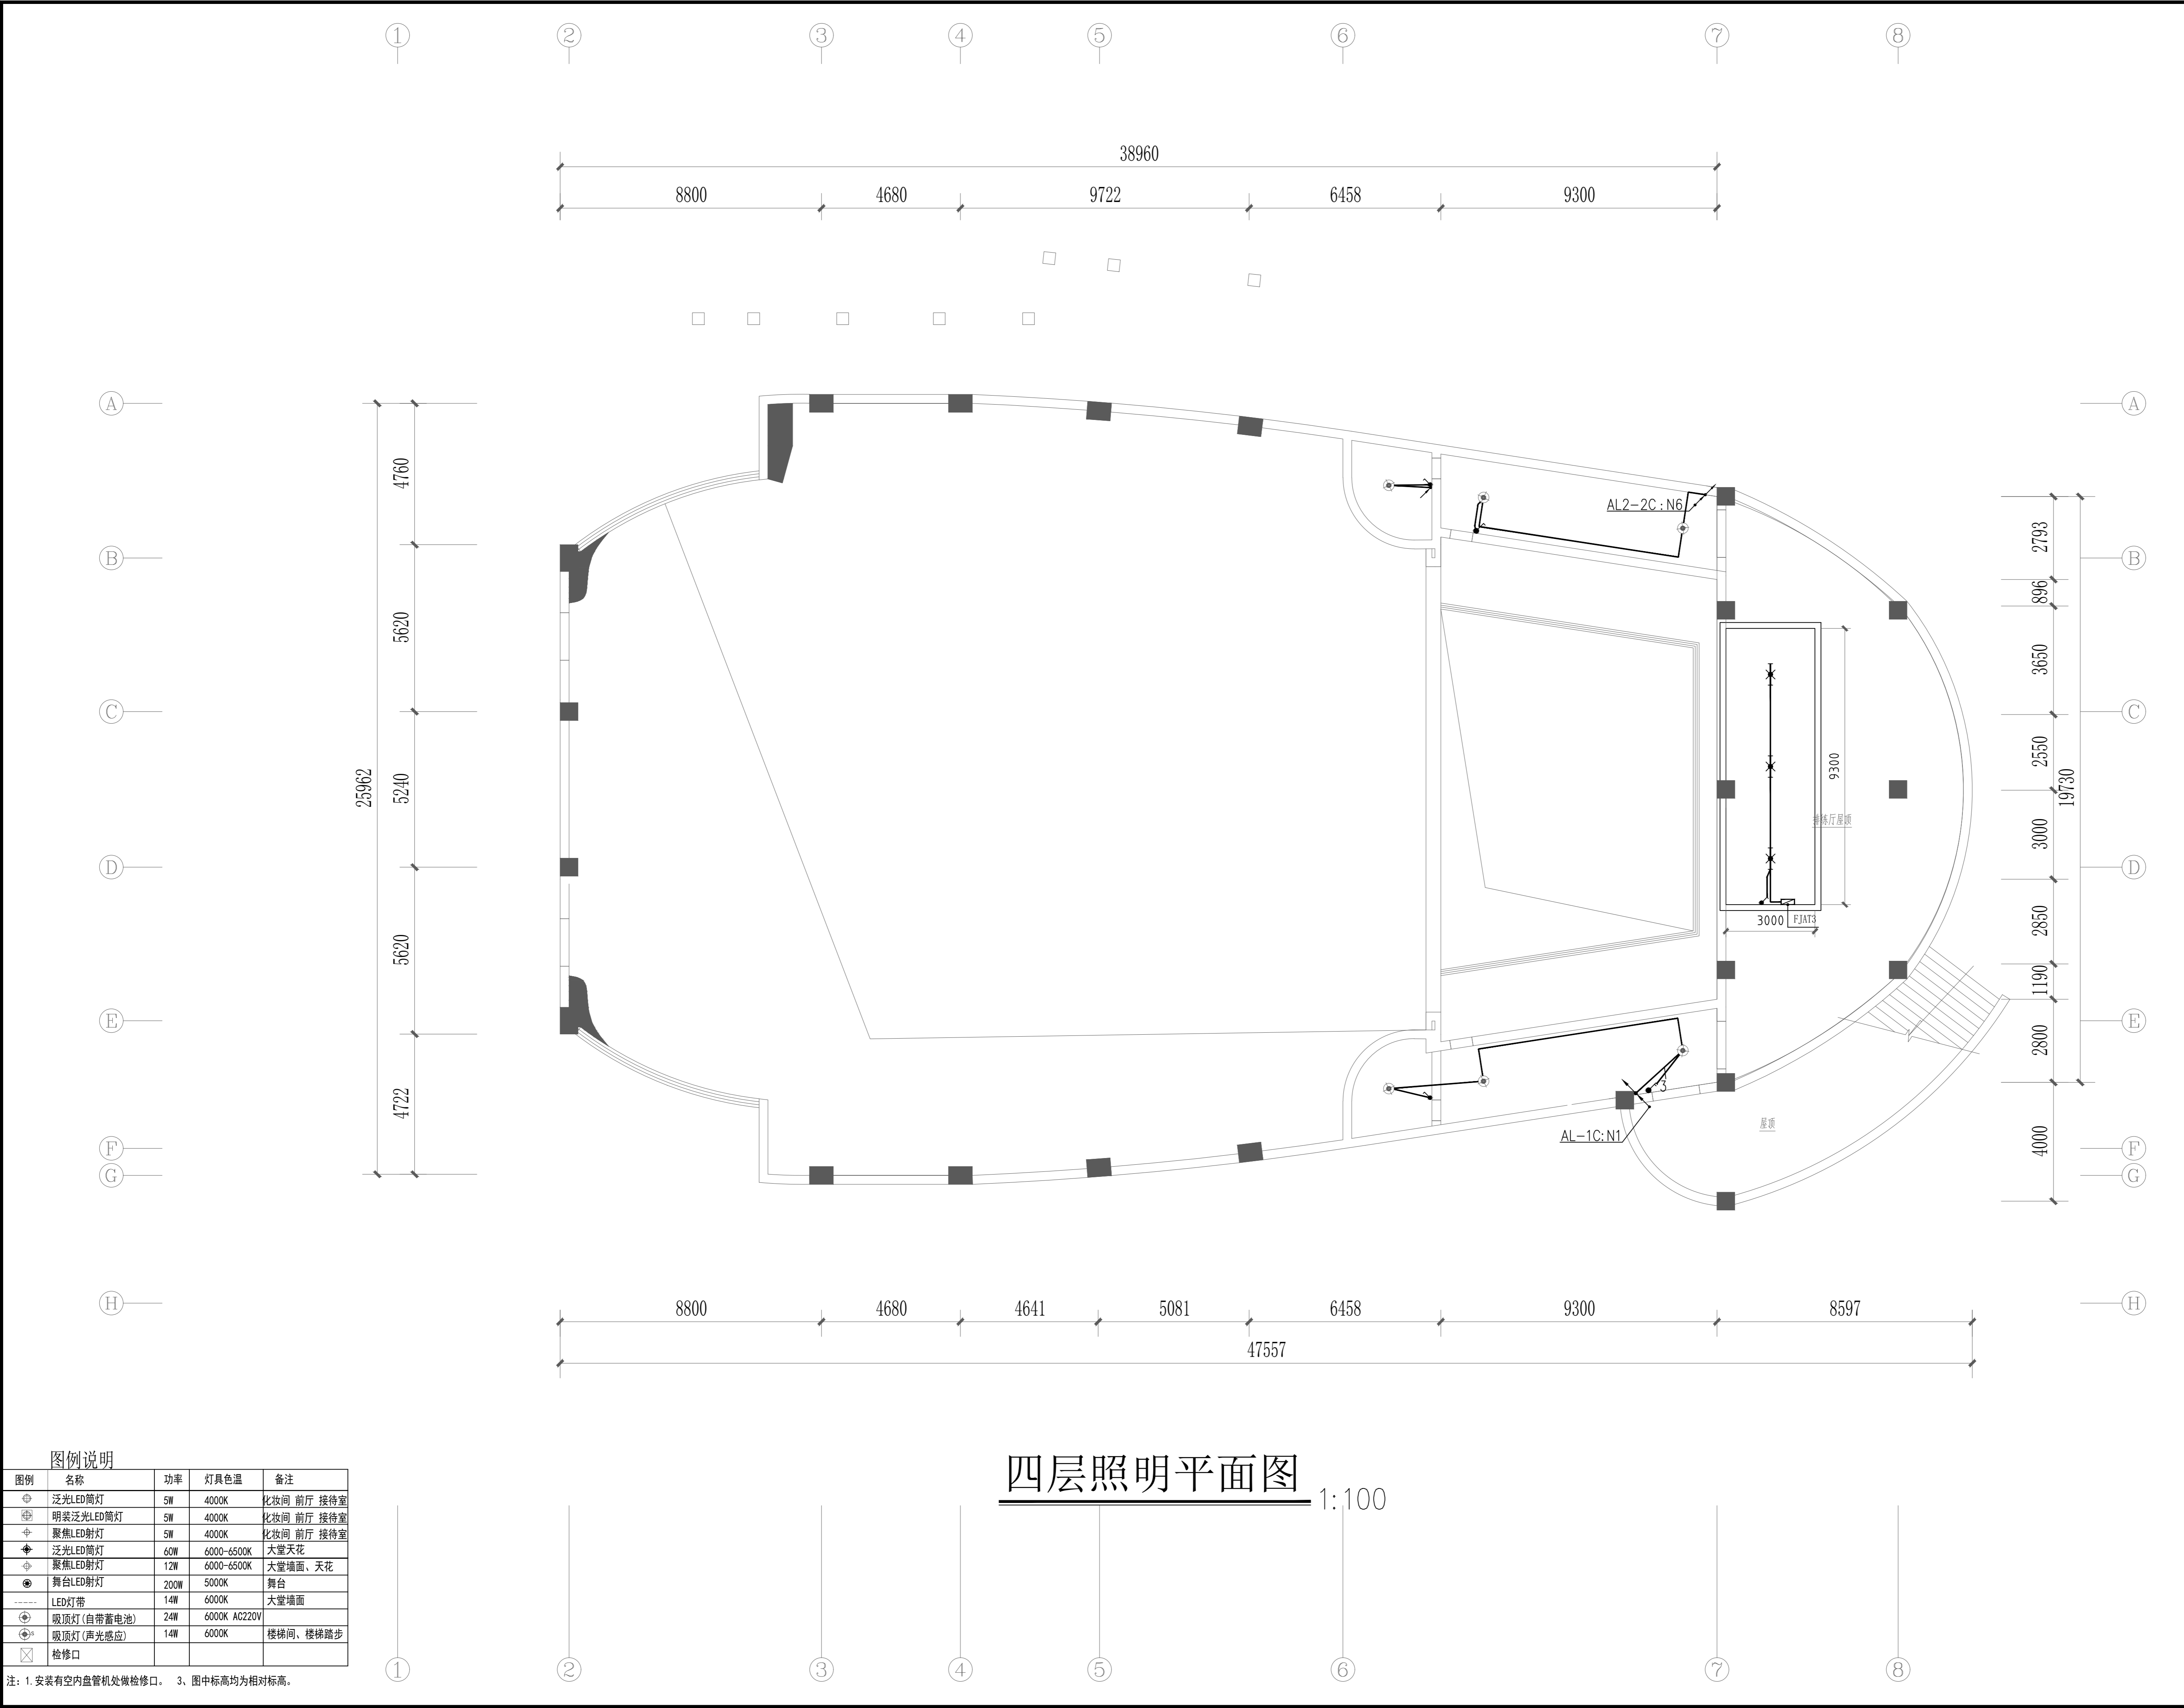 1 2 3 4 5 6 7 8
38960
8800 4680 9722 6458 9300
A A
B B
C C
D D
E E
F F
G G
H H
25962
4760
5620
5240
5620
4722
AL2-2C:N6
9300
排练厅屋顶
3000
FJAT3
3
AL-1C:N1
屋顶
2793
896
3650
2550
3000
2850
1190
2800
4000
19730
8800 4680 4641 5081 6458 9300 8597
47557
四层照明平面图 1:100
图例说明
图例 名称 功率 灯具色温 备注
泛光LED筒灯 5W 4000K 化妆间 前厅 接待室
明装泛光LED筒灯 5W 4000K 化妆间 前厅 接待室
聚焦LED射灯 5W 4000K 化妆间 前厅 接待室
泛光LED筒灯 60W 6000-6500K 大堂天花
聚焦LED射灯 12W 6000-6500K 大堂墙面、天花
舞台LED射灯 200W 5000K 舞台
LED灯带 14W 6000K 大堂墙面
吸顶灯(自带蓄电池) 24W 6000K AC220V
S 吸顶灯(声光感应) 14W 6000K 楼梯间、楼梯踏步
检修口
注: 1.安装有空内盘管机处做检修口。 3、图中标高均为相对标高。
1 2 3 4 5 6 7 8